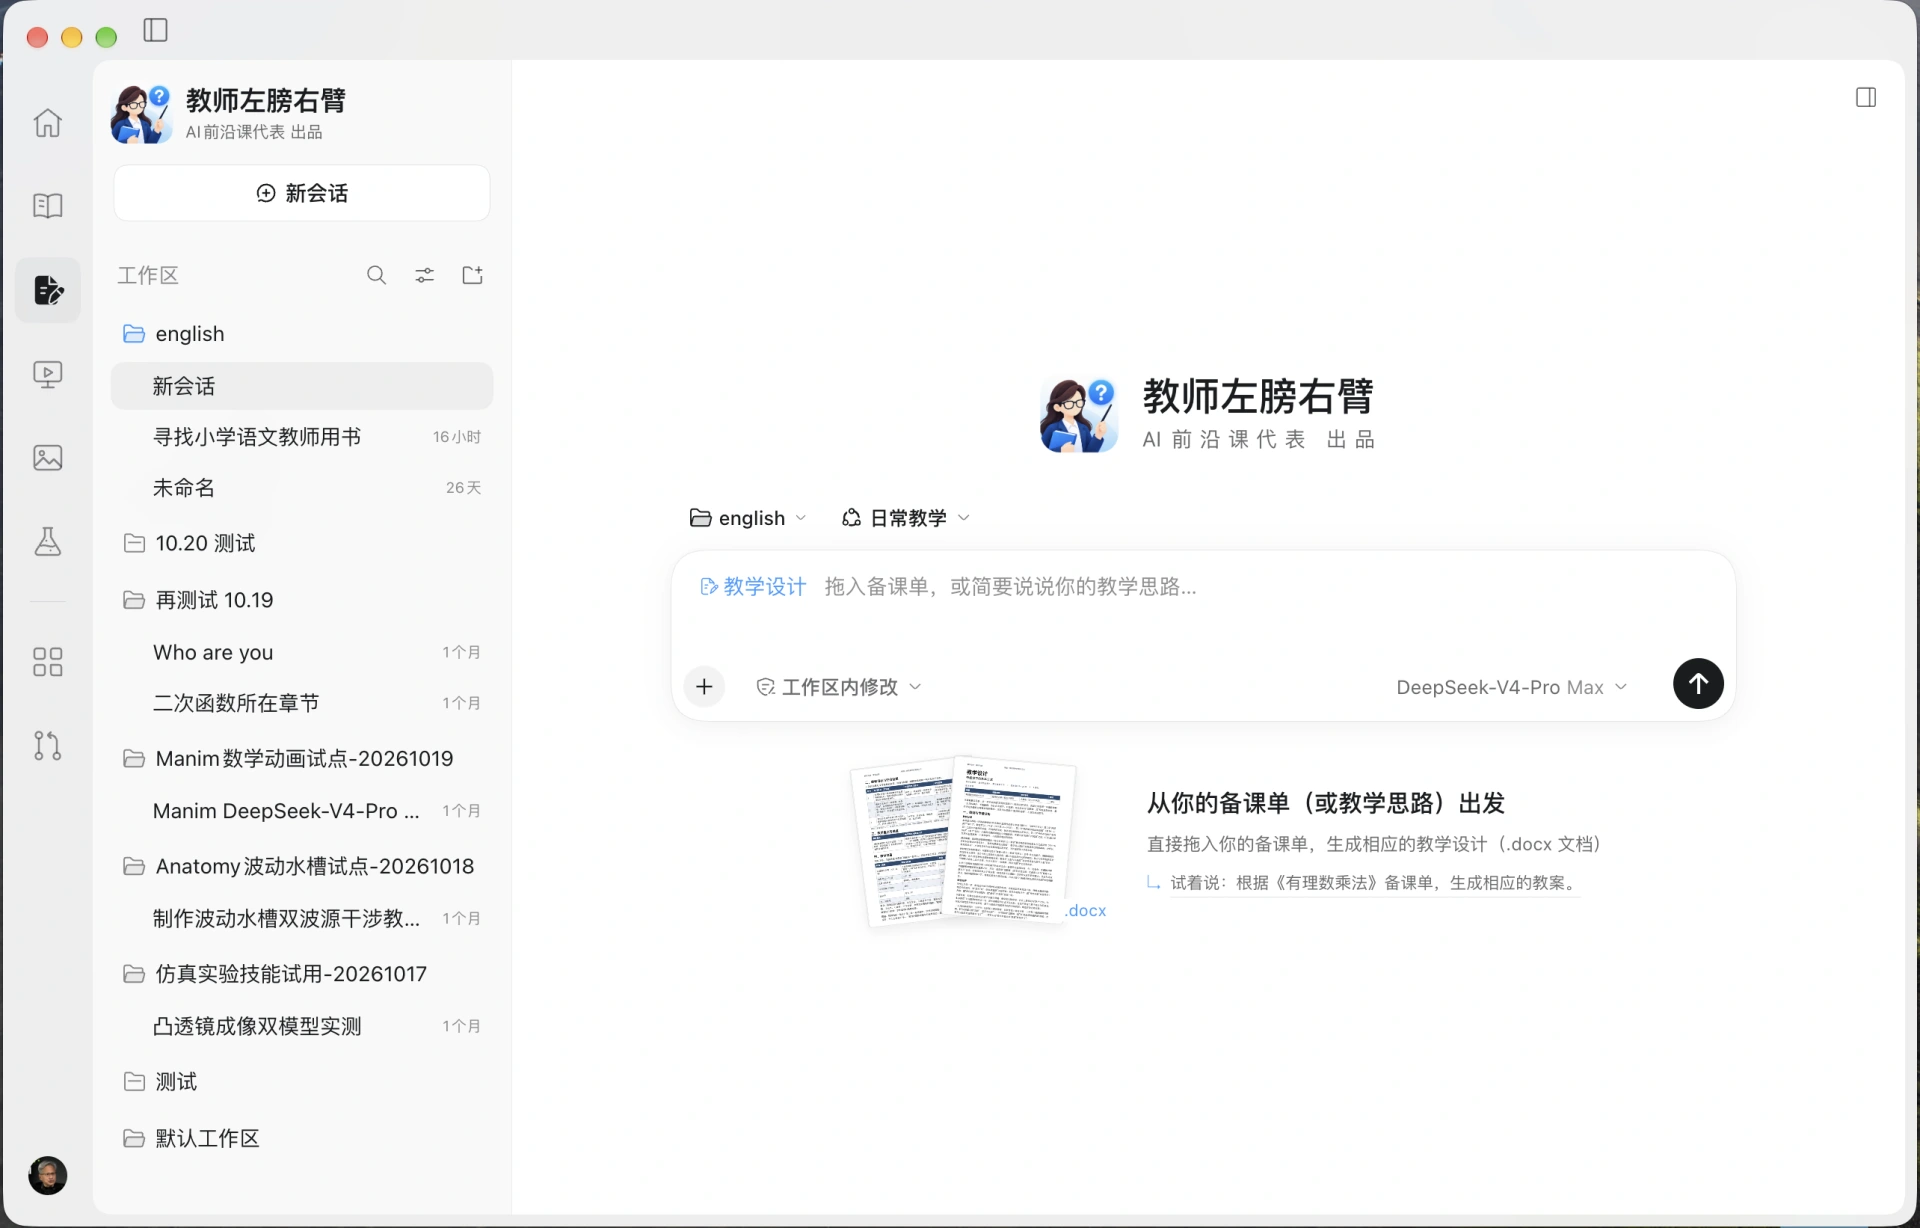 教师左膀右臂
AI前沿课代表 出品
新会话
工作区
english
新会话
寻找小学语文教师用书 16小时
未命名 26天
10.20 测试
再测试 10.19
Who are you 1个月
二次函数所在章节 1个月
Manim数学动画试点-20261019
Manim DeepSeek-V4-Pro ... 1个月
Anatomy波动水槽试点-20261018
制作波动水槽双波源干涉教... 1个月
仿真实验技能试用-20261017
凸透镜成像双模型实测 1个月
测试
默认工作区
教师左膀右臂
AI 前沿课代表 出品
english 日常教学
教学设计 拖入备课单，或简要说说你的教学思路...
工作区内修改 DeepSeek-V4-Pro Max
教学设计
.docx
从你的备课单（或教学思路）出发
直接拖入你的备课单，生成相应的教学设计（.docx 文档）
试着说：根据《有理数乘法》备课单，生成相应的教案。